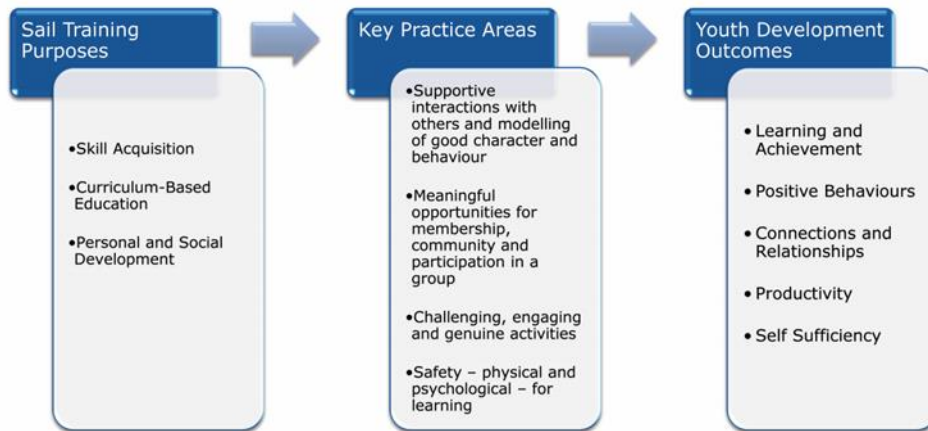 Sail Training
Purposes
•Skill Acquisition
•Curriculum-Based
Education
•Personal and Social
Development
Key Practice Areas
•Supportive
interactions with
others and modelling
of good character and
behaviour
•Meaningful
opportunities for
membership,
community and
participation in a
group
•Challenging, engaging
and genuine activities
•Safety – physical and
psychological – for
learning
Youth Development
Outcomes
• Learning and
Achievement
• Positive Behaviours
• Connections and
Relationships
• Productivity
• Self Sufficiency